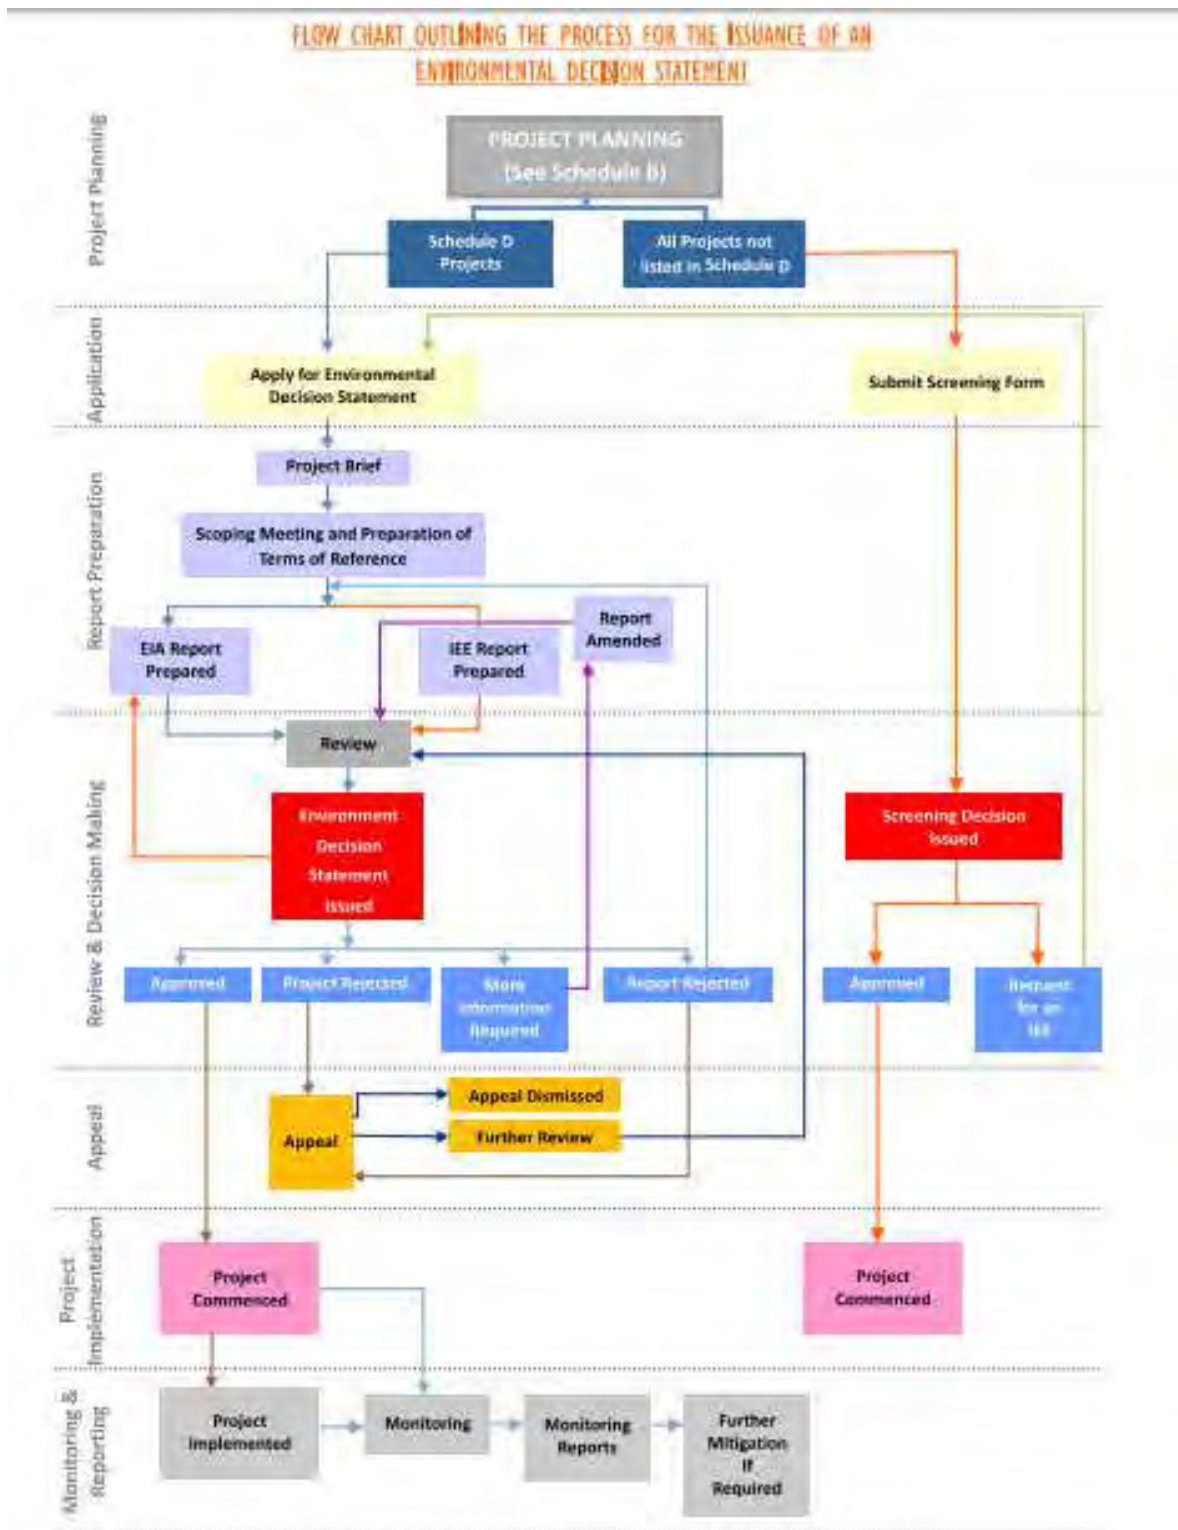 FLOW CHART OUTLINING THE PROCESS FOR THE ISSUANCE OF AN
ENVIRONMENTAL DECISION STATEMENT
Project Planning
PROJECT PLANNING
(See Schedule D)
Schedule D
Projects
All Projects not
listed in Schedule D
Application
Apply for Environmental
Decision Statement
Submit Screening Form
Report Preparation
Project Brief
Scoping Meeting and Preparation of
Terms of Reference
EIA Report
Prepared
IEE Report
Prepared
Report
Amended
Review & Decision Making
Review
Environment
Decision
Statement
Issued
Screening Decision
Issued
Approved
Project Rejected
More
Information
Required
Report Rejected
Approved
Request
for an
IEE
Appeal
Appeal
Appeal Dismissed
Further Review
Project
Implementation
Project
Commenced
Project
Commenced
Monitoring &
Reporting
Project
Implemented
Monitoring
Monitoring
Reports
Further
Mitigation
If
Required